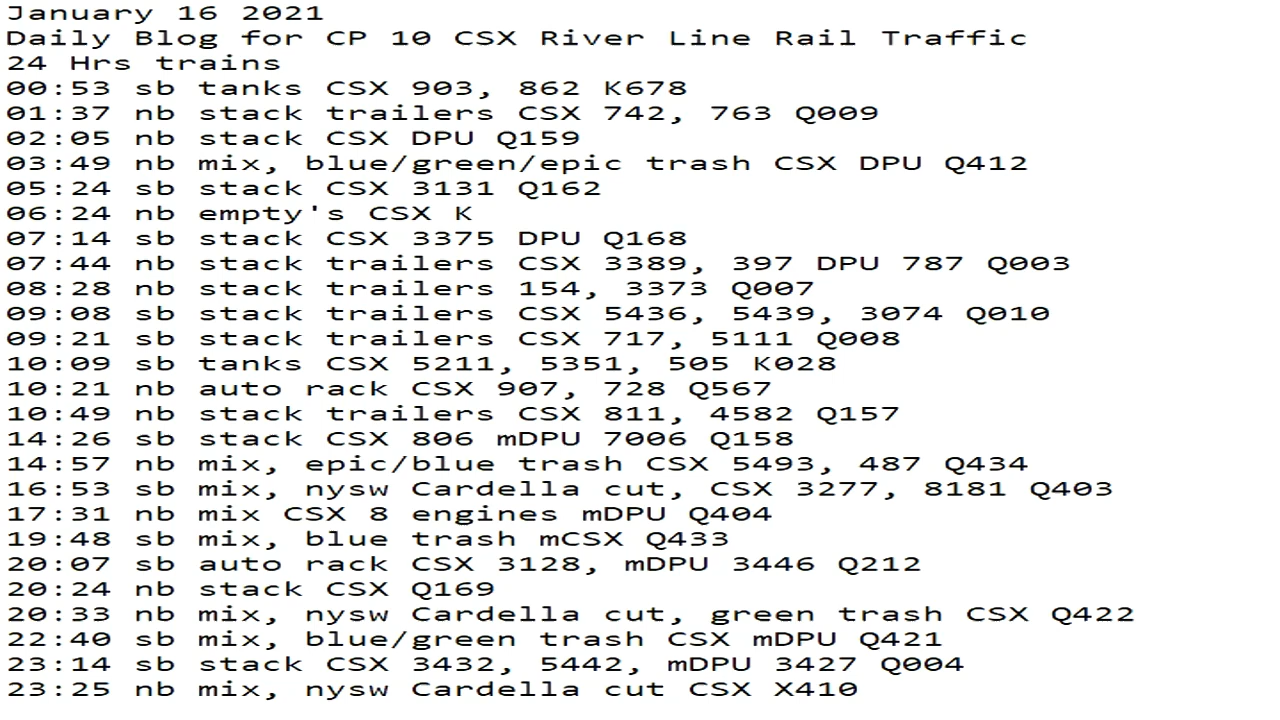 January 16 2021
Daily Blog for CP 10 CSX River Line Rail Traffic
24 Hrs trains
00:53 sb tanks CSX 903, 862 K678
01:37 nb stack trailers CSX 742, 763 Q009
02:05 nb stack CSX DPU Q159
03:49 nb mix, blue/green/epic trash CSX DPU Q412
05:24 sb stack CSX 3131 Q162
06:24 nb empty's CSX K
07:14 sb stack CSX 3375 DPU Q168
07:44 nb stack trailers CSX 3389, 397 DPU 787 Q003
08:28 nb stack trailers 154, 3373 Q007
09:08 sb stack trailers CSX 5436, 5439, 3074 Q010
09:21 sb stack trailers CSX 717, 5111 Q008
10:09 sb tanks CSX 5211, 5351, 505 K028
10:21 nb auto rack CSX 907, 728 Q567
10:49 nb stack trailers CSX 811, 4582 Q157
14:26 sb stack CSX 806 mDPU 7006 Q158
14:57 nb mix, epic/blue trash CSX 5493, 487 Q434
16:53 sb mix, nysw Cardella cut, CSX 3277, 8181 Q403
17:31 nb mix CSX 8 engines mDPU Q404
19:48 sb mix, blue trash mCSX Q433
20:07 sb auto rack CSX 3128, mDPU 3446 Q212
20:24 nb stack CSX Q169
20:33 nb mix, nysw Cardella cut, green trash CSX Q422
22:40 sb mix, blue/green trash CSX mDPU Q421
23:14 sb stack CSX 3432, 5442, mDPU 3427 Q004
23:25 nb mix, nysw Cardella cut CSX X410